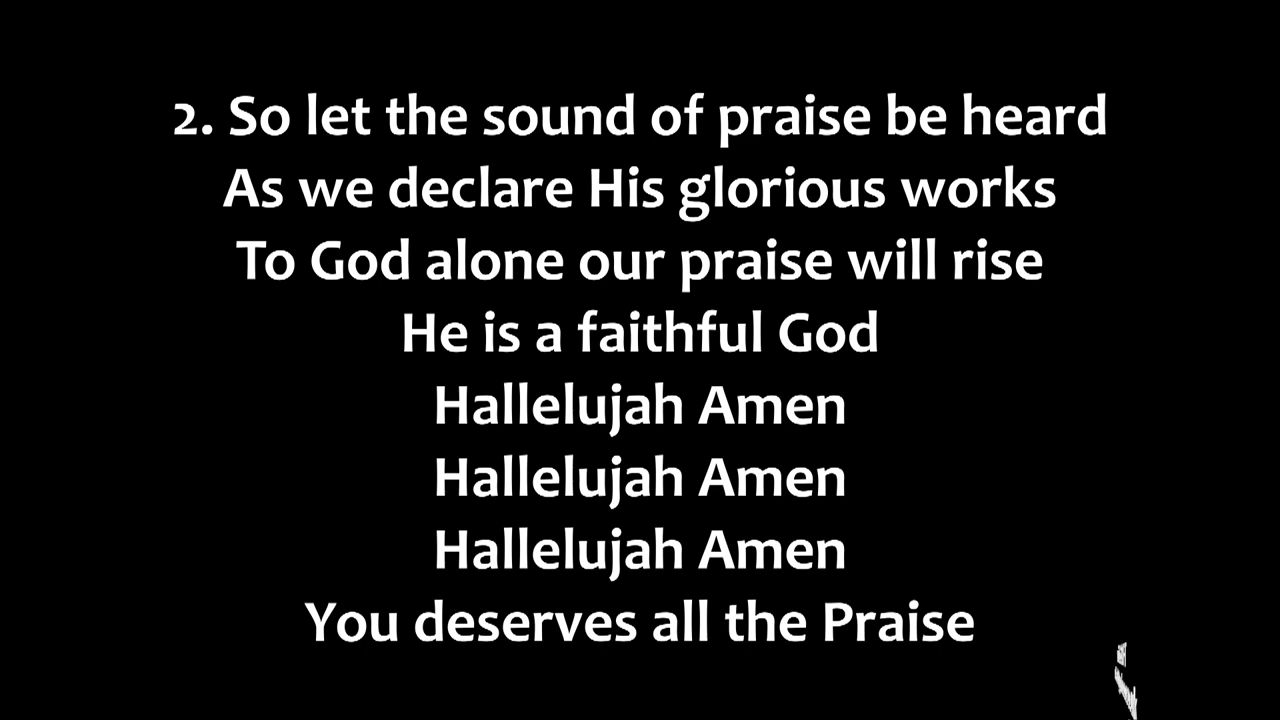 2. So let the sound of praise be heard
As we declare His glorious works
To God alone our praise will rise
He is a faithful God
Hallelujah Amen
Hallelujah Amen
Hallelujah Amen
You deserves all the Praise